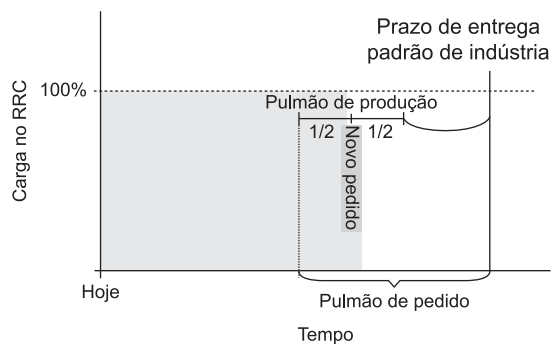 Prazo de entrega
padrão de indústria
100%
Carga no RRC
Pulmão de produção
1/2
1/2
Novo pedido
Hoje
Pulmão de pedido
Tempo